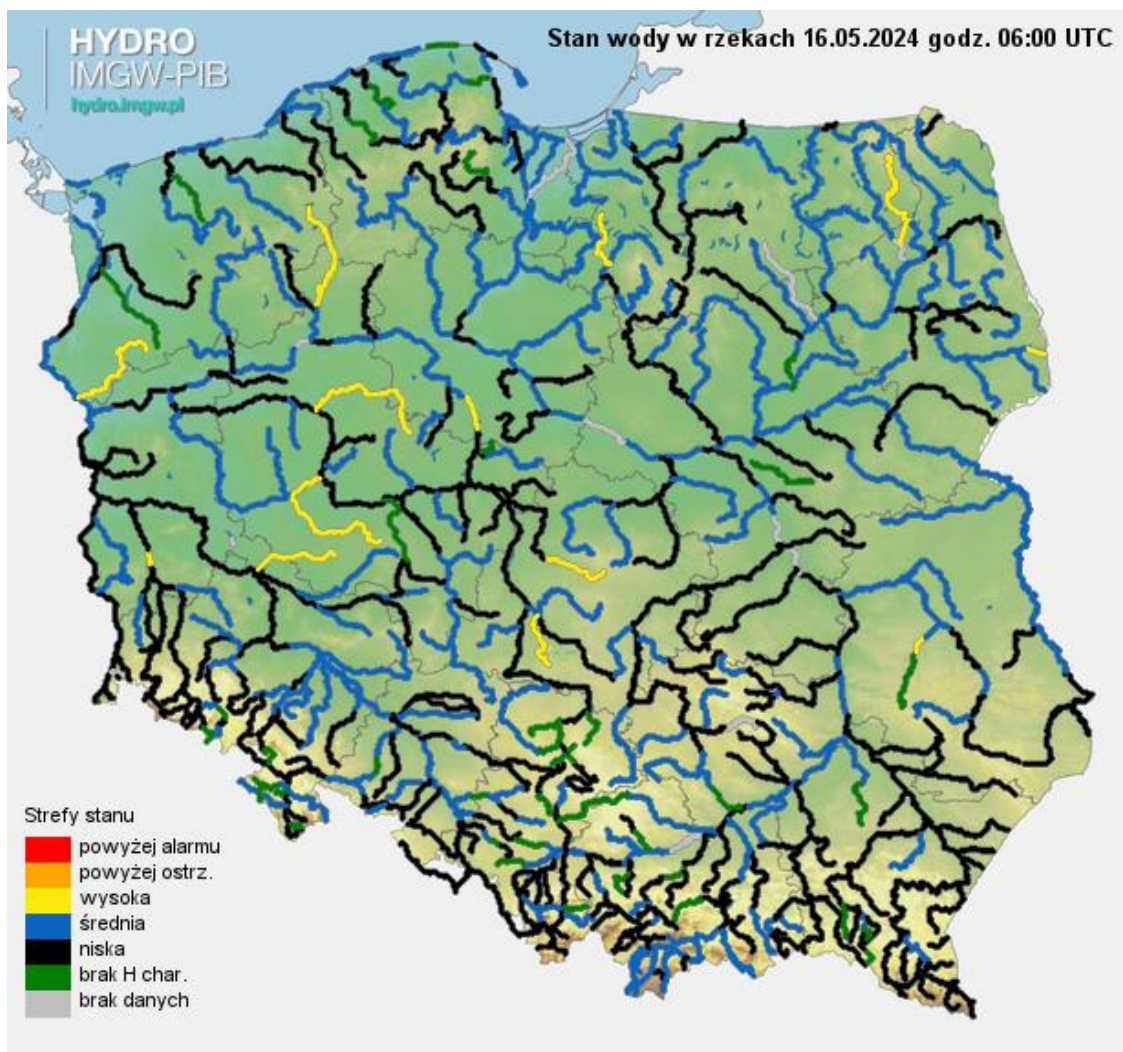 HYDRO
IMGW-PIB
hydro.imgw.pl
Stan wody w rzekach 16.05.2024 godz. 06:00 UTC
Strefy stanu
powyżej alarmu
powyżej ostrz.
wysoka
średnia
niska
brak H char.
brak danych